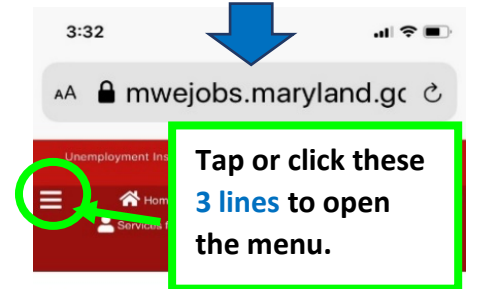 3:32
AA mwejobs.maryland.gc
Unemployment Ins
Hom
Services f
Tap or click these
3 lines to open
the menu.